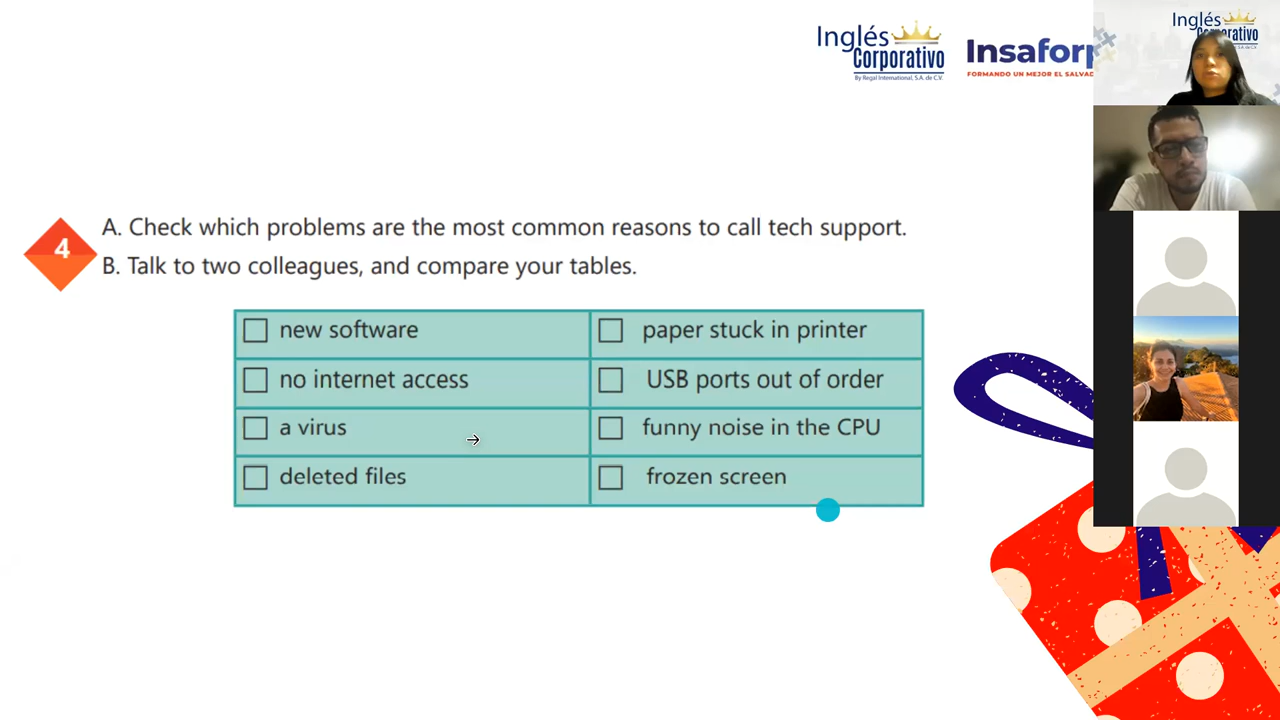 Inglés
Corporativo
By Regal International, S.A. de C.V.
Insafor
FORMANDO UN MEJOR EL SALVAD
Inglés
4
A. Check which problems are the most common reasons to call tech support.
B. Talk to two colleagues, and compare your tables.
new software
paper stuck in printer
no internet access
USB ports out of order
a virus
funny noise in the CPU
deleted files
frozen screen